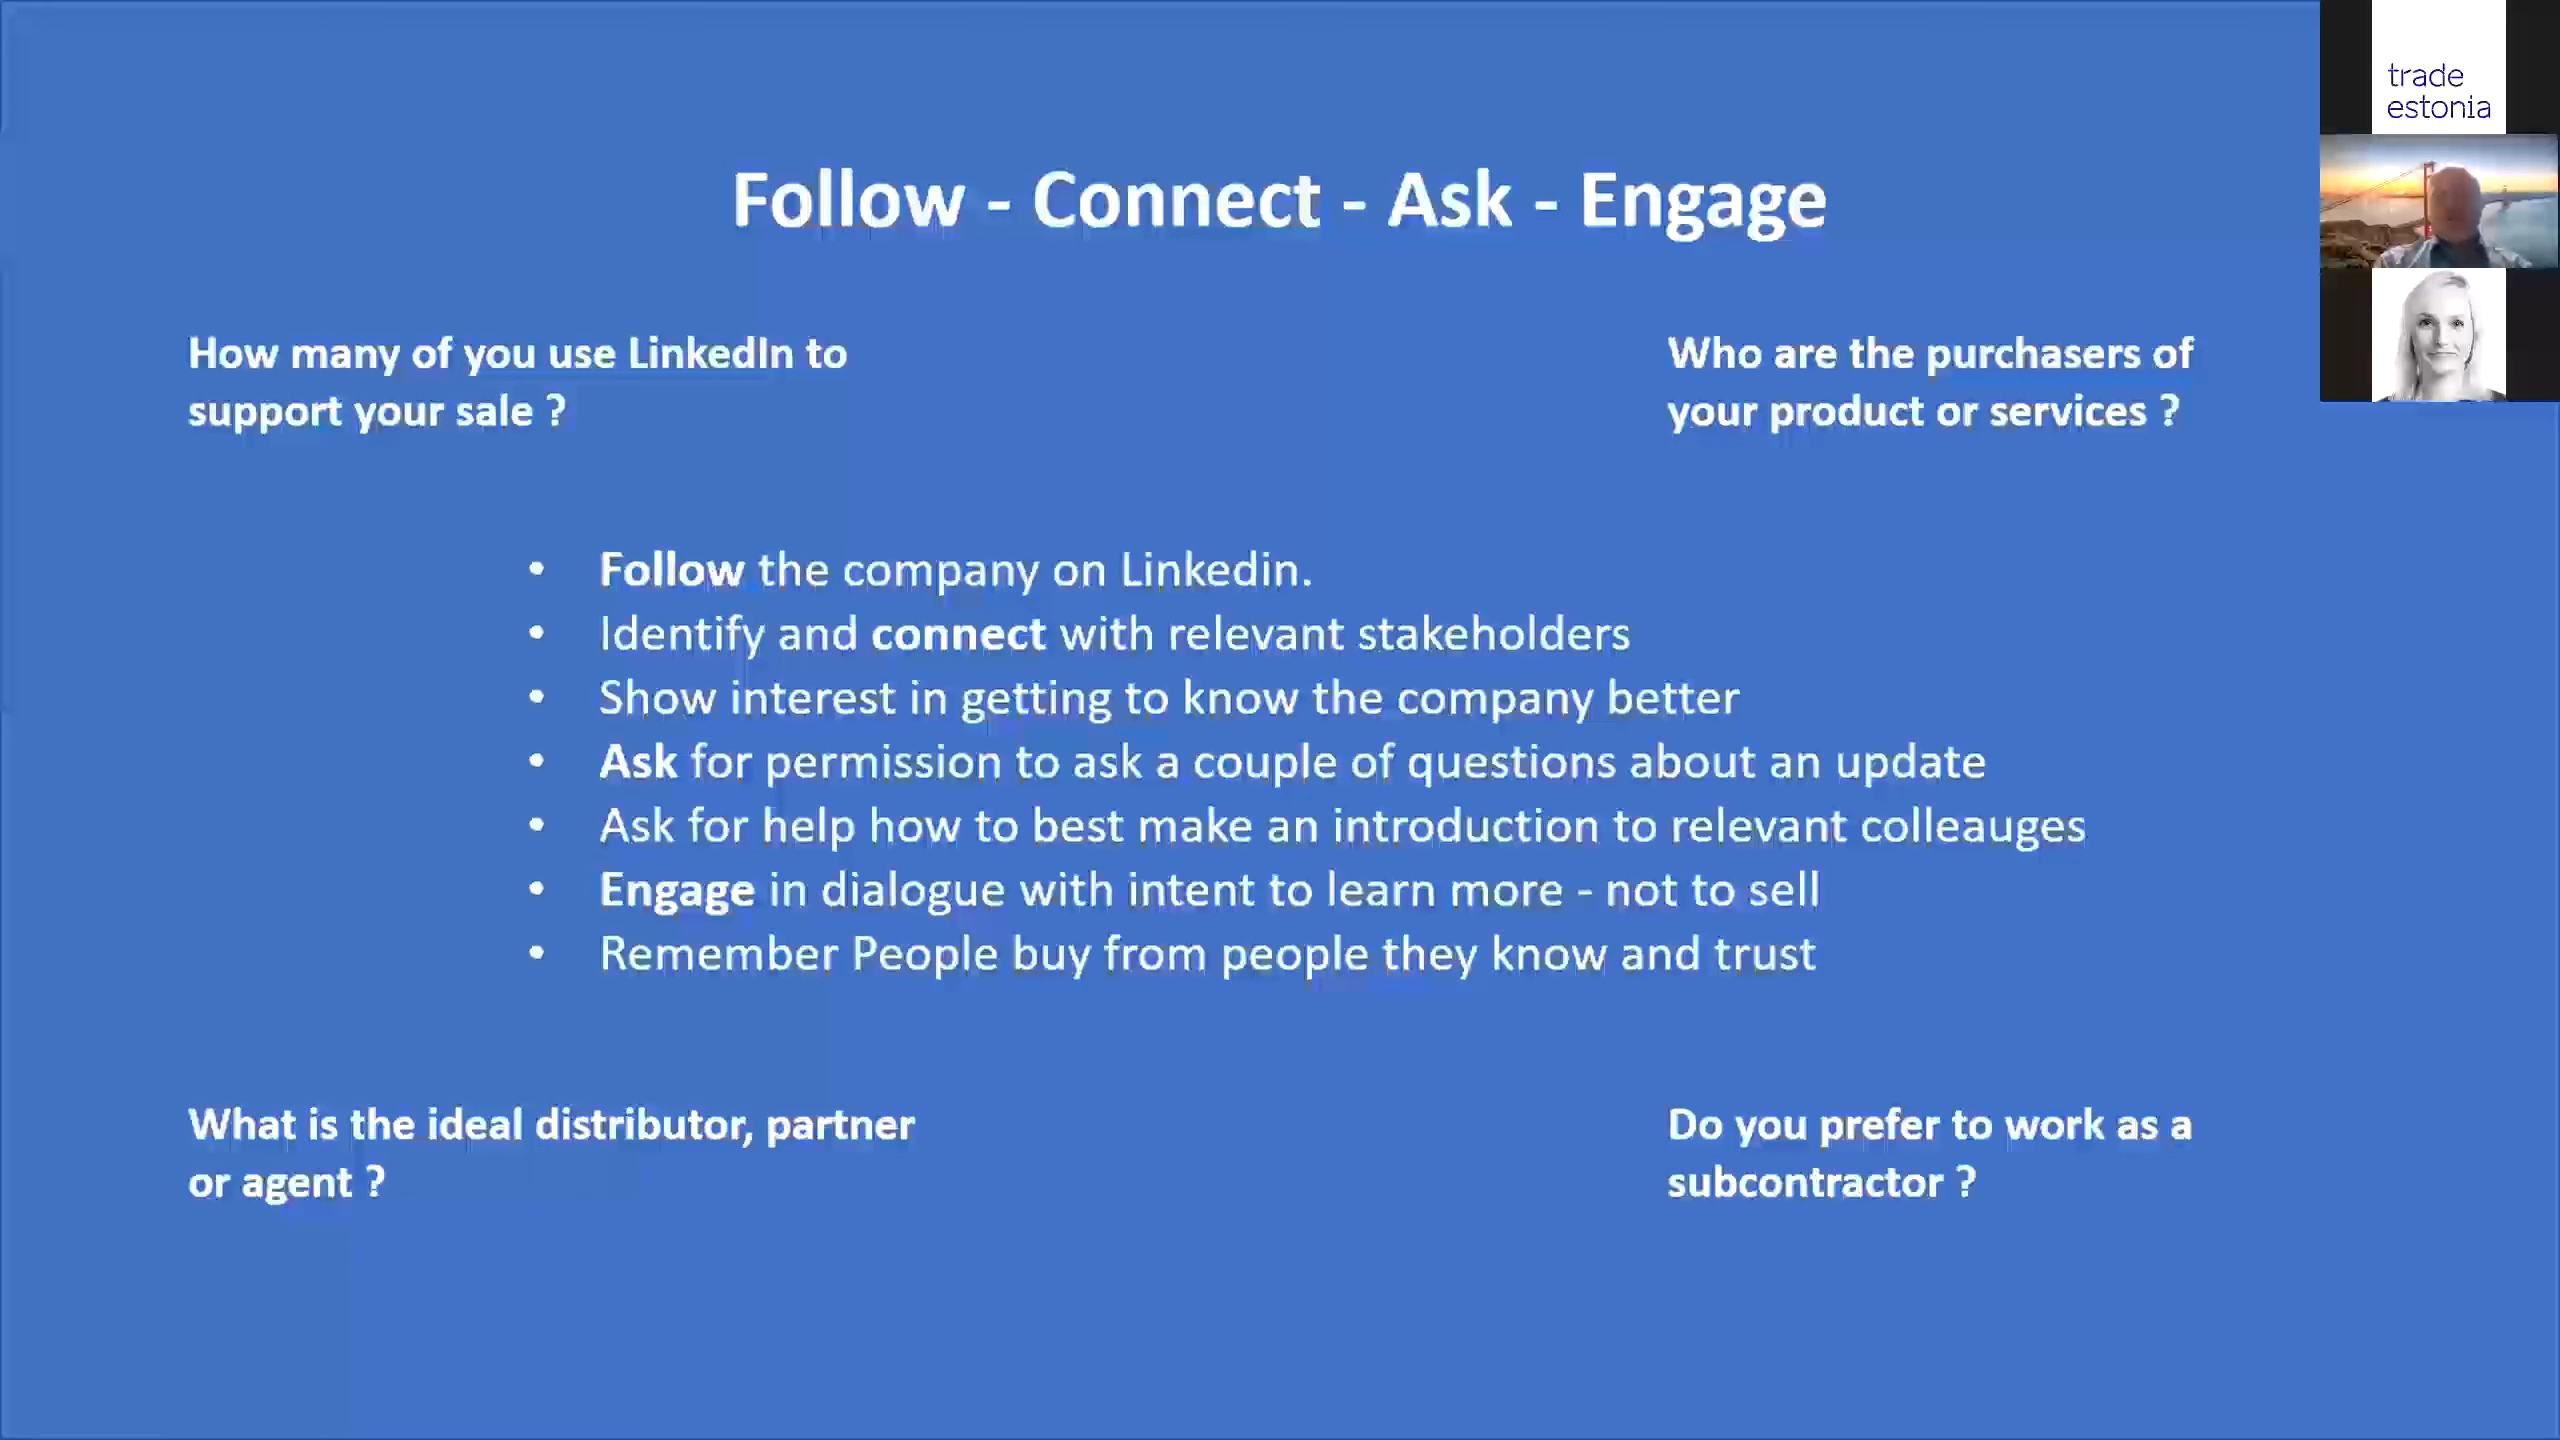 trade
estonia
Follow - Connect - Ask - Engage
How many of you use LinkedIn to
support your sale ?
Who are the purchasers of
your product or services ?
• Follow the company on Linkedin.
• Identify and connect with relevant stakeholders
• Show interest in getting to know the company better
• Ask for permission to ask a couple of questions about an update
• Ask for help how to best make an introduction to relevant colleauges
• Engage in dialogue with intent to learn more - not to sell
• Remember People buy from people they know and trust
What is the ideal distributor, partner
or agent ?
Do you prefer to work as a
subcontractor ?